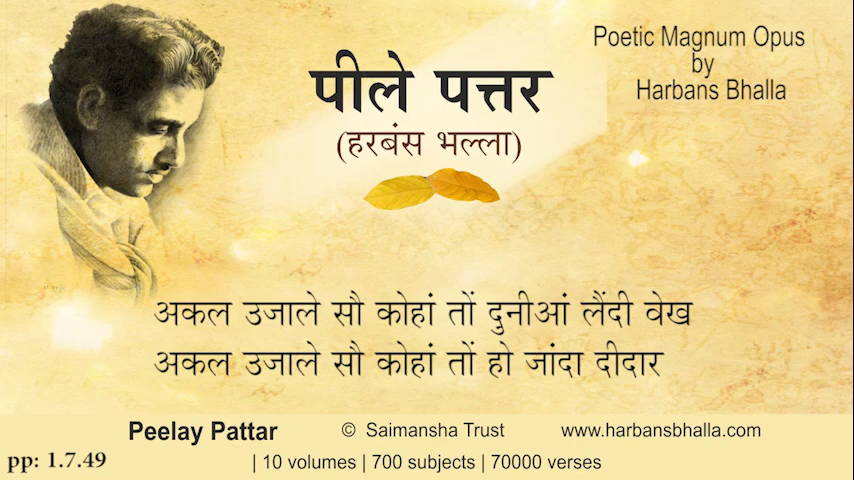 पीले पत्तर
(हरबंस भल्ला)
Poetic Magnum Opus
by
Harbans Bhalla
अकल उजाले सौ कोहां तों दुनीआं लैंदी वेख
अकल उजाले सौ कोहां तों हो जांदा दीदार
Peelay Pattar © Saimansha Trust www.harbansbhalla.com
pp: 1.7.49 | 10 volumes | 700 subjects | 70000 verses